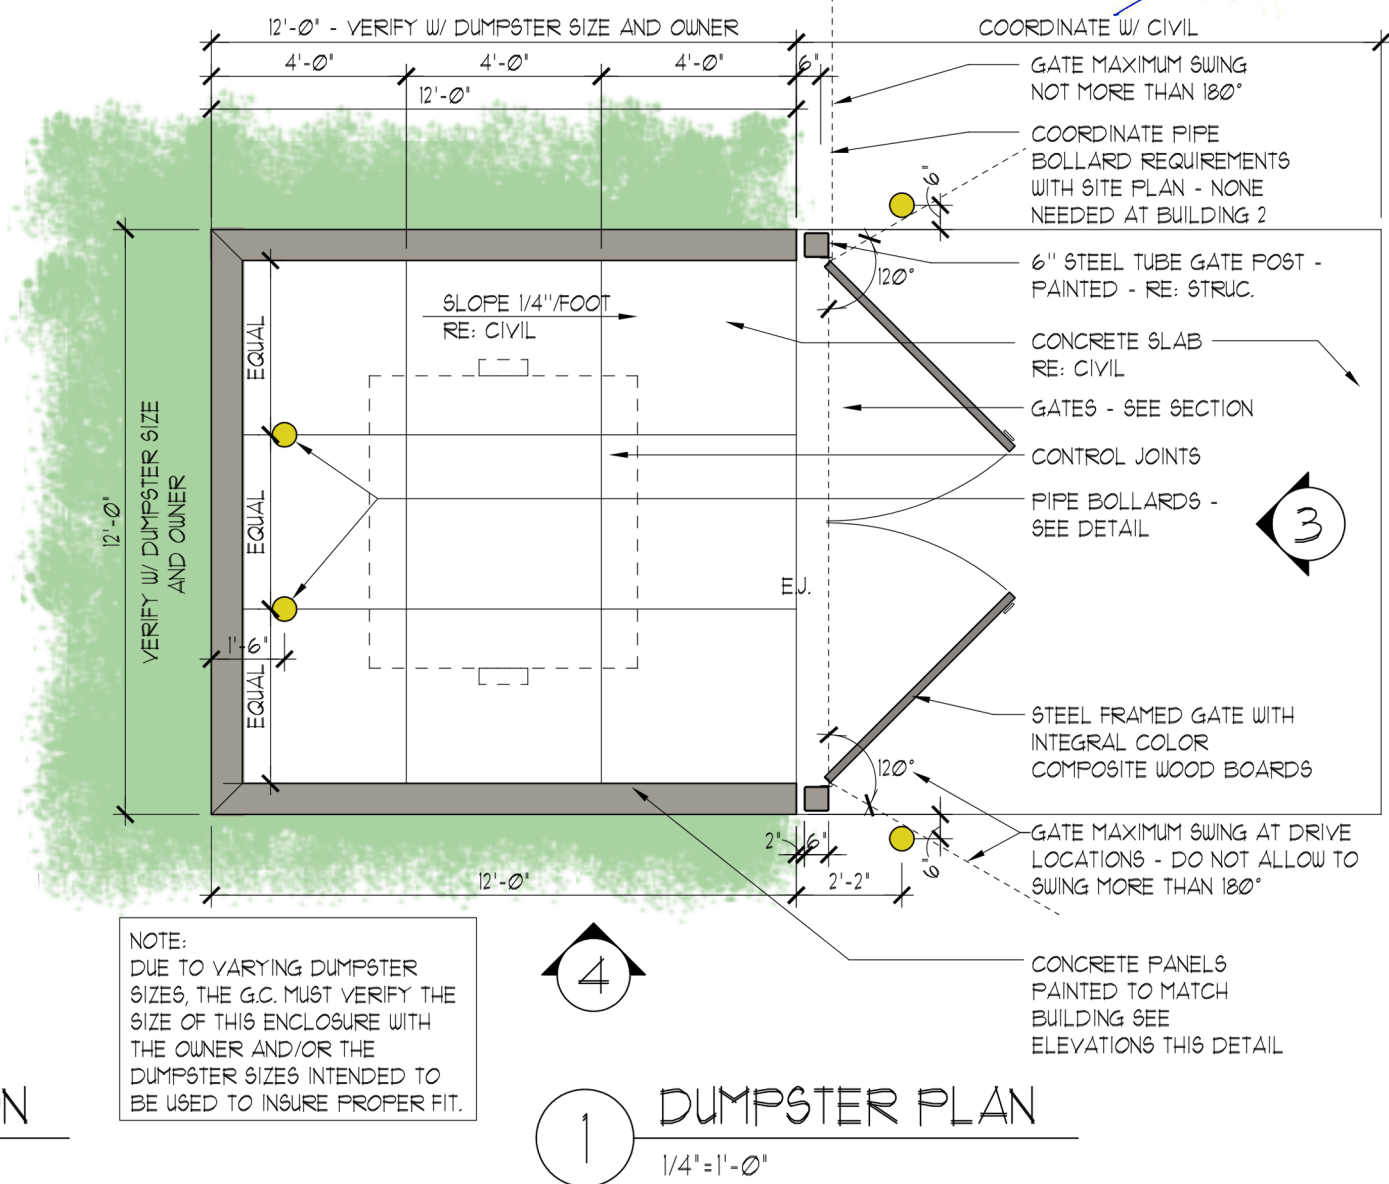 12'-0" - VERIFY W/ DUMPSTER SIZE AND OWNER
COORDINATE W/ CIVIL
4'-0"
4'-0"
4'-0"
6"
12'-0"
GATE MAXIMUM SWING
NOT MORE THAN 180°
COORDINATE PIPE
BOLLARD REQUIREMENTS
WITH SITE PLAN - NONE
NEEDED AT BUILDING 2
6"
120°
6" STEEL TUBE GATE POST -
PAINTED - RE: STRUC.
SLOPE 1/4"/FOOT
RE: CIVIL
CONCRETE SLAB
RE: CIVIL
GATES - SEE SECTION
CONTROL JOINTS
PIPE BOLLARDS -
SEE DETAIL
3
EQUAL
EQUAL
EQUAL
12'-0"
VERIFY W/ DUMPSTER SIZE
AND OWNER
1'-6"
E.J.
STEEL FRAMED GATE WITH
INTEGRAL COLOR
COMPOSITE WOOD BOARDS
120°
GATE MAXIMUM SWING AT DRIVE
LOCATIONS - DO NOT ALLOW TO
SWING MORE THAN 180°
2"
6"
6"
12'-0"
2'-2"
CONCRETE PANELS
PAINTED TO MATCH
BUILDING SEE
ELEVATIONS THIS DETAIL
NOTE:
DUE TO VARYING DUMPSTER
SIZES, THE G.C. MUST VERIFY THE
SIZE OF THIS ENCLOSURE WITH
THE OWNER AND/OR THE
DUMPSTER SIZES INTENDED TO
BE USED TO INSURE PROPER FIT.
4
N
1
DUMPSTER PLAN
1/4"=1'-0"